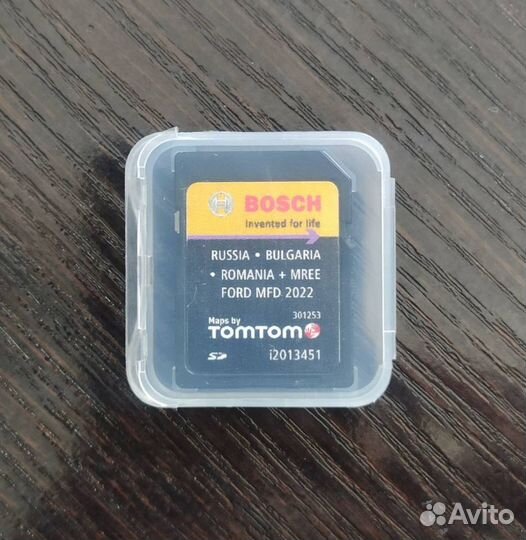 BOSCH
Invented for life
RUSSIA • BULGARIA
• ROMANIA + MREE
FORD MFD 2022
Maps by
301253
TOMTOM
SD
i2013451
Avito